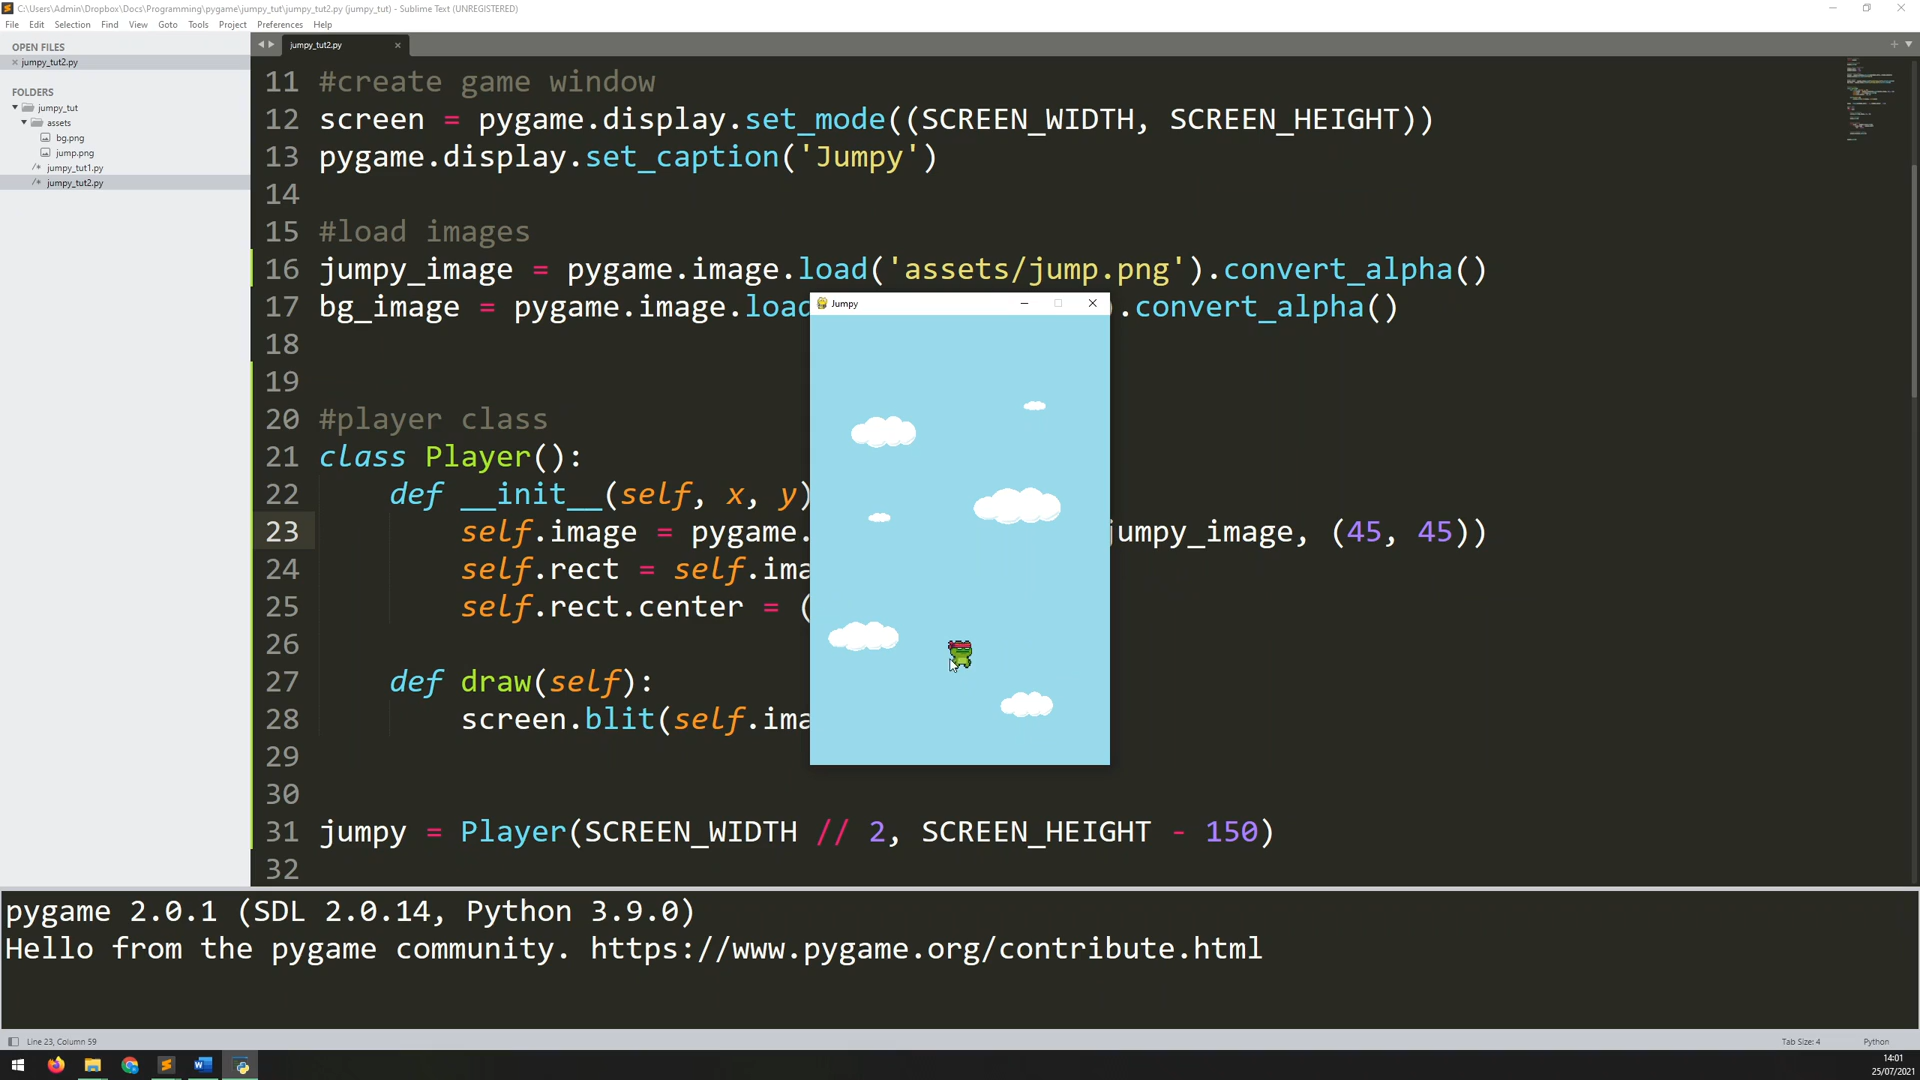 C:\Users\Admin\Dropbox\Docs\Programming\pygame\jumpy_tut\jumpy_tut2.py (jumpy_tut) - Sublime Text (UNREGISTERED)
File Edit Selection Find View Goto Tools Project Preferences Help
OPEN FILES
jumpy_tut2.py
FOLDERS
jumpy_tut
assets
bg.png
jump.png
jumpy_tut1.py
jumpy_tut2.py
jumpy_tut2.py
11 #create game window
12 screen = pygame.display.set_mode((SCREEN_WIDTH, SCREEN_HEIGHT))
13 pygame.display.set_caption('Jumpy')
14
15 #load images
16 jumpy_image = pygame.image.load('assets/jump.png').convert_alpha()
17 bg_image = pygame.image.load ).convert_alpha()
18
19
20 #player class
21 class Player():
22 def __init__(self, x, y)
23 self.image = pygame. jumpy_image, (45, 45))
24 self.rect = self.ima
25 self.rect.center = (
26
27 def draw(self):
28 screen.blit(self.ima
29
30
31 jumpy = Player(SCREEN_WIDTH // 2, SCREEN_HEIGHT - 150)
32
Jumpy
pygame 2.0.1 (SDL 2.0.14, Python 3.9.0)
Hello from the pygame community. https://www.pygame.org/contribute.html
Line 23, Column 59
Tab Size: 4
Python
14:01
25/07/2021